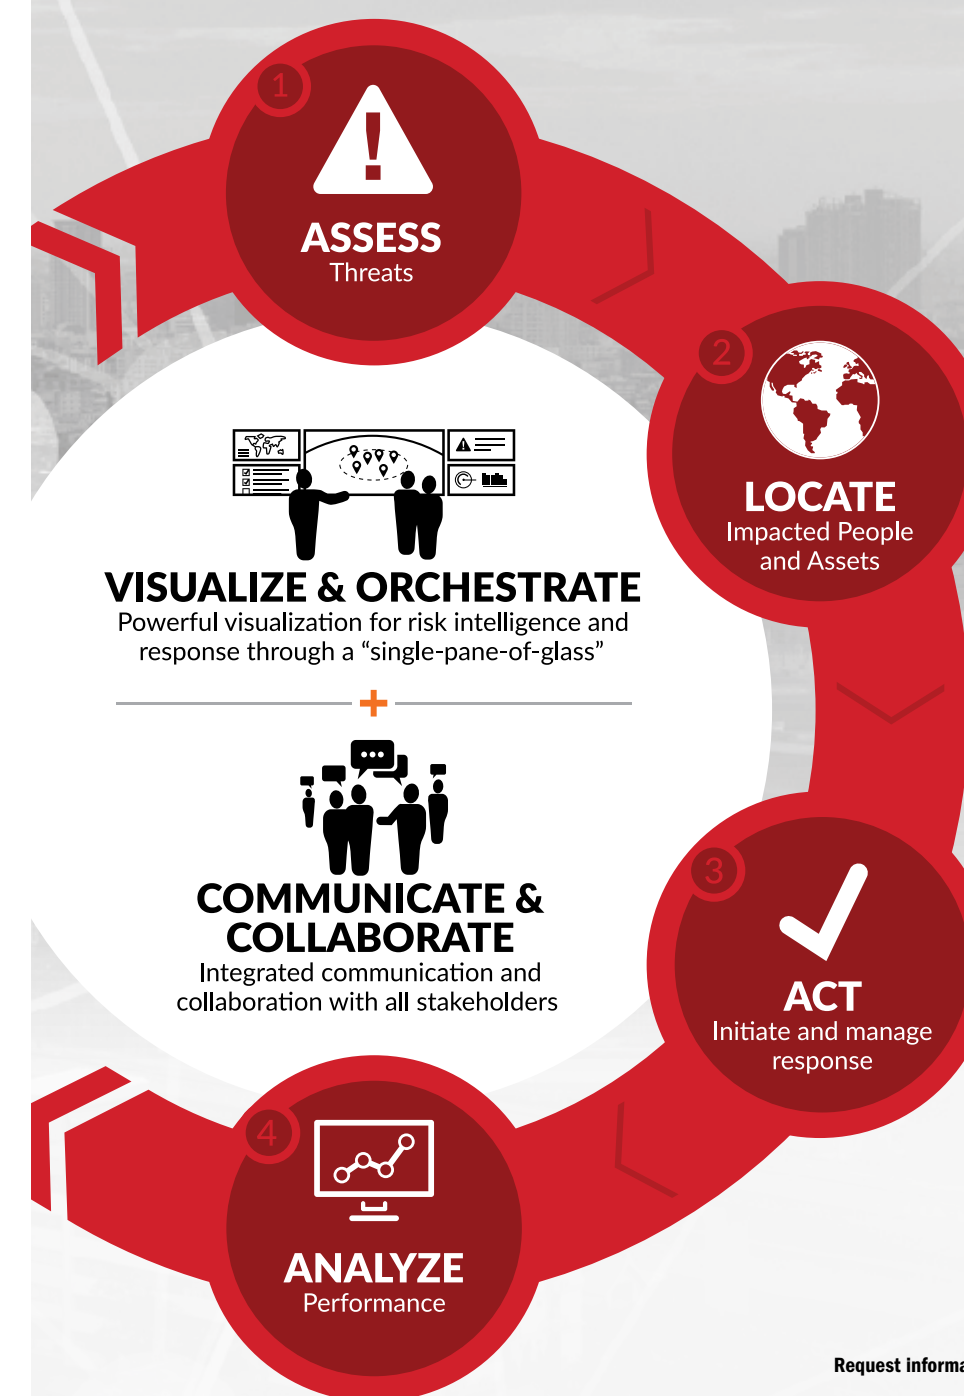 1
ASSESS
Threats
2
LOCATE
Impacted People
and Assets
VISUALIZE & ORCHESTRATE
Powerful visualization for risk intelligence and
response through a “single-pane-of-glass”
+
COMMUNICATE &
COLLABORATE
Integrated communication and
collaboration with all stakeholders
3
ACT
Initiate and manage
response
4
ANALYZE
Performance
Request